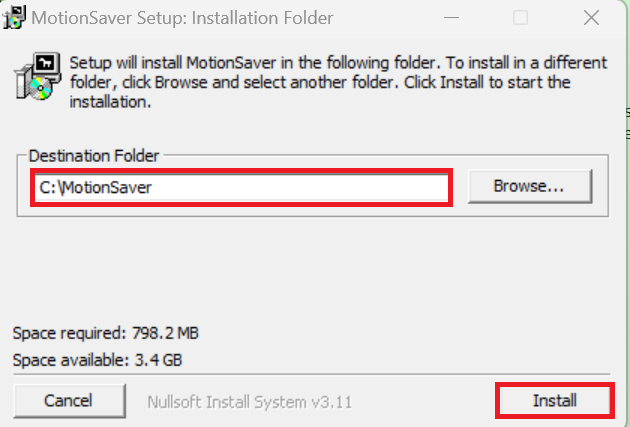 MotionSaver Setup: Installation Folder
Setup will install MotionSaver in the following folder. To install in a different
folder, click Browse and select another folder. Click Install to start the
installation.
Destination Folder
C:\MotionSaver
Browse...
Space required: 798.2 MB
Space available: 3.4 GB
Cancel
Nullsoft Install System v3.11
Install